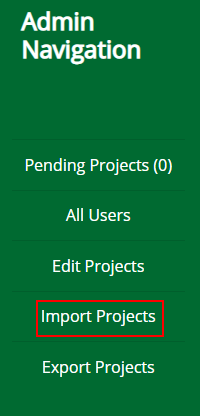 Admin
Navigation
Pending Projects (0)
All Users
Edit Projects
Import Projects
Export Projects